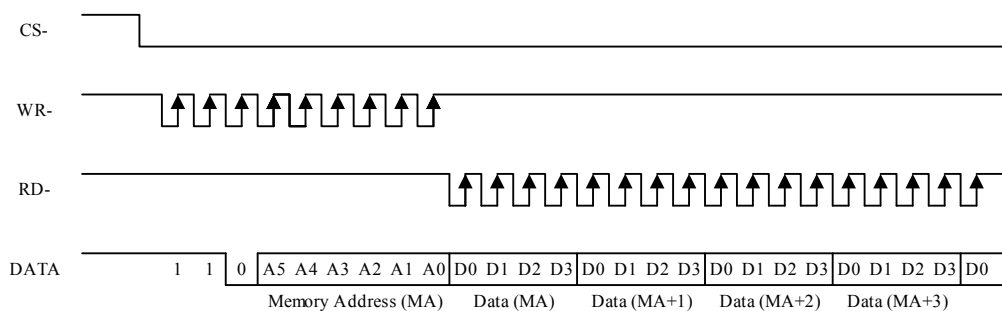 CS-
WR-
RD-
DATA 1 1 0 A5 A4 A3 A2 A1 A0 D0 D1 D2 D3 D0 D1 D2 D3 D0 D1 D2 D3 D0 D1 D2 D3 D0
Memory Address (MA) Data (MA) Data (MA+1) Data (MA+2) Data (MA+3)